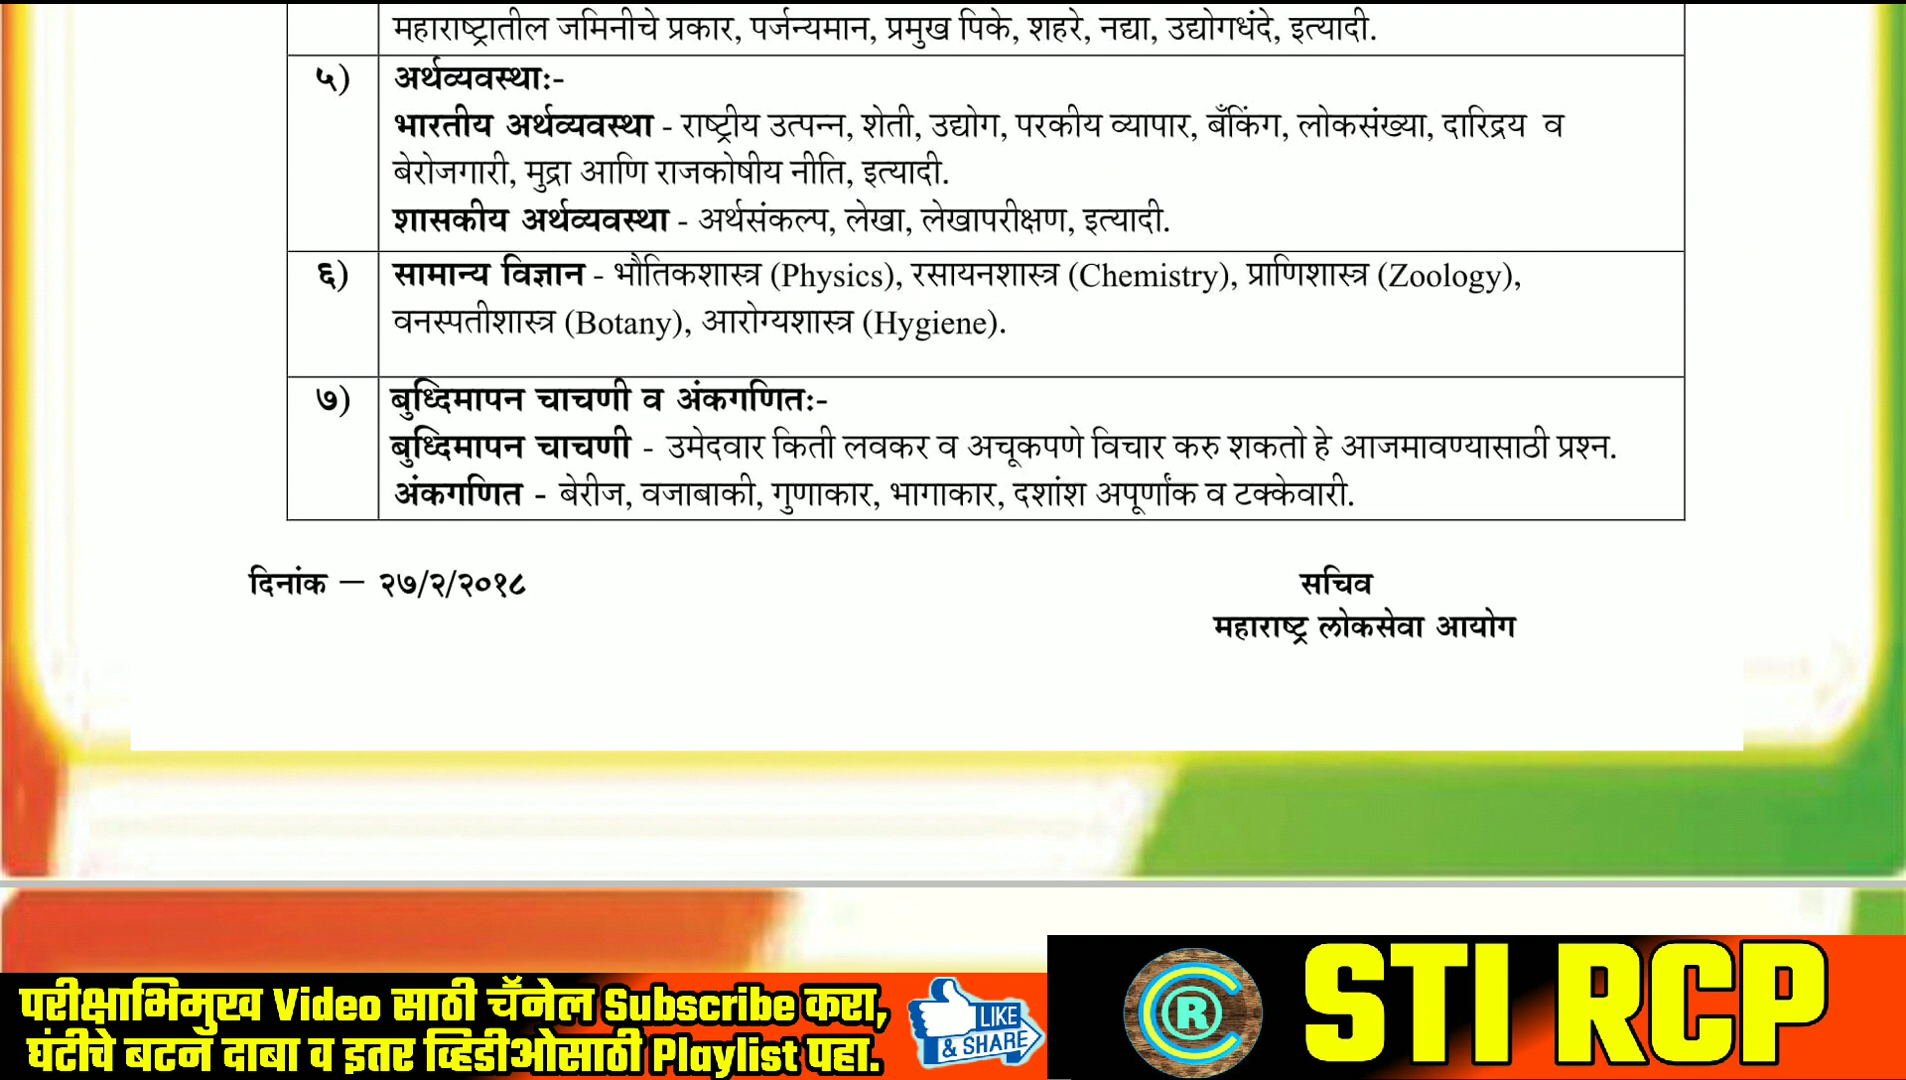 महाराष्ट्रातील जमिनीचे प्रकार, पर्जन्यमान, प्रमुख पिके, शहरे, नद्या, उद्योगधंदे, इत्यादी.
५) अर्थव्यवस्थाः-
भारतीय अर्थव्यवस्था - राष्ट्रीय उत्पन्न, शेती, उद्योग, परकीय व्यापार, बँकिंग, लोकसंख्या, दारिद्रय व
बेरोजगारी, मुद्रा आणि राजकोषीय नीति, इत्यादी.
शासकीय अर्थव्यवस्था - अर्थसंकल्प, लेखा, लेखापरीक्षण, इत्यादी.
६) सामान्य विज्ञान - भौतिकशास्त्र (Physics), रसायनशास्त्र (Chemistry), प्राणिशास्त्र (Zoology),
वनस्पतीशास्त्र (Botany), आरोग्यशास्त्र (Hygiene).
७) बुध्दिमापन चाचणी व अंकगणितः-
बुध्दिमापन चाचणी - उमेदवार किती लवकर व अचूकपणे विचार करु शकतो हे आजमावण्यासाठी प्रश्न.
अंकगणित - बेरीज, वजाबाकी, गुणाकार, भागाकार, दशांश अपूर्णांक व टक्केवारी.
दिनांक – २७/२/२०१८
सचिव
महाराष्ट्र लोकसेवा आयोग
परीक्षाभिमुख Video साठी चॅनेल Subscribe करा,
घंटीचे बटन दाबा व इतर व्हिडीओसाठी Playlist पहा.
LIKE
& SHARE
C R
STI RCP